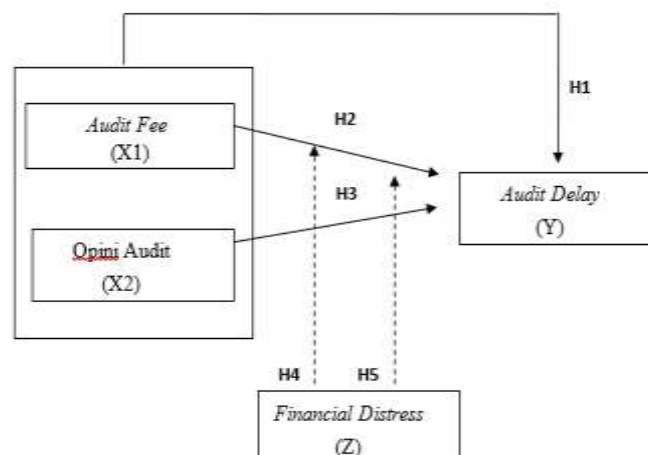 H1
Audit Fee
(X1)
H2
Audit Delay
(Y)
H3
Opini Audit
(X2)
H4
H5
Financial Distress
(Z)